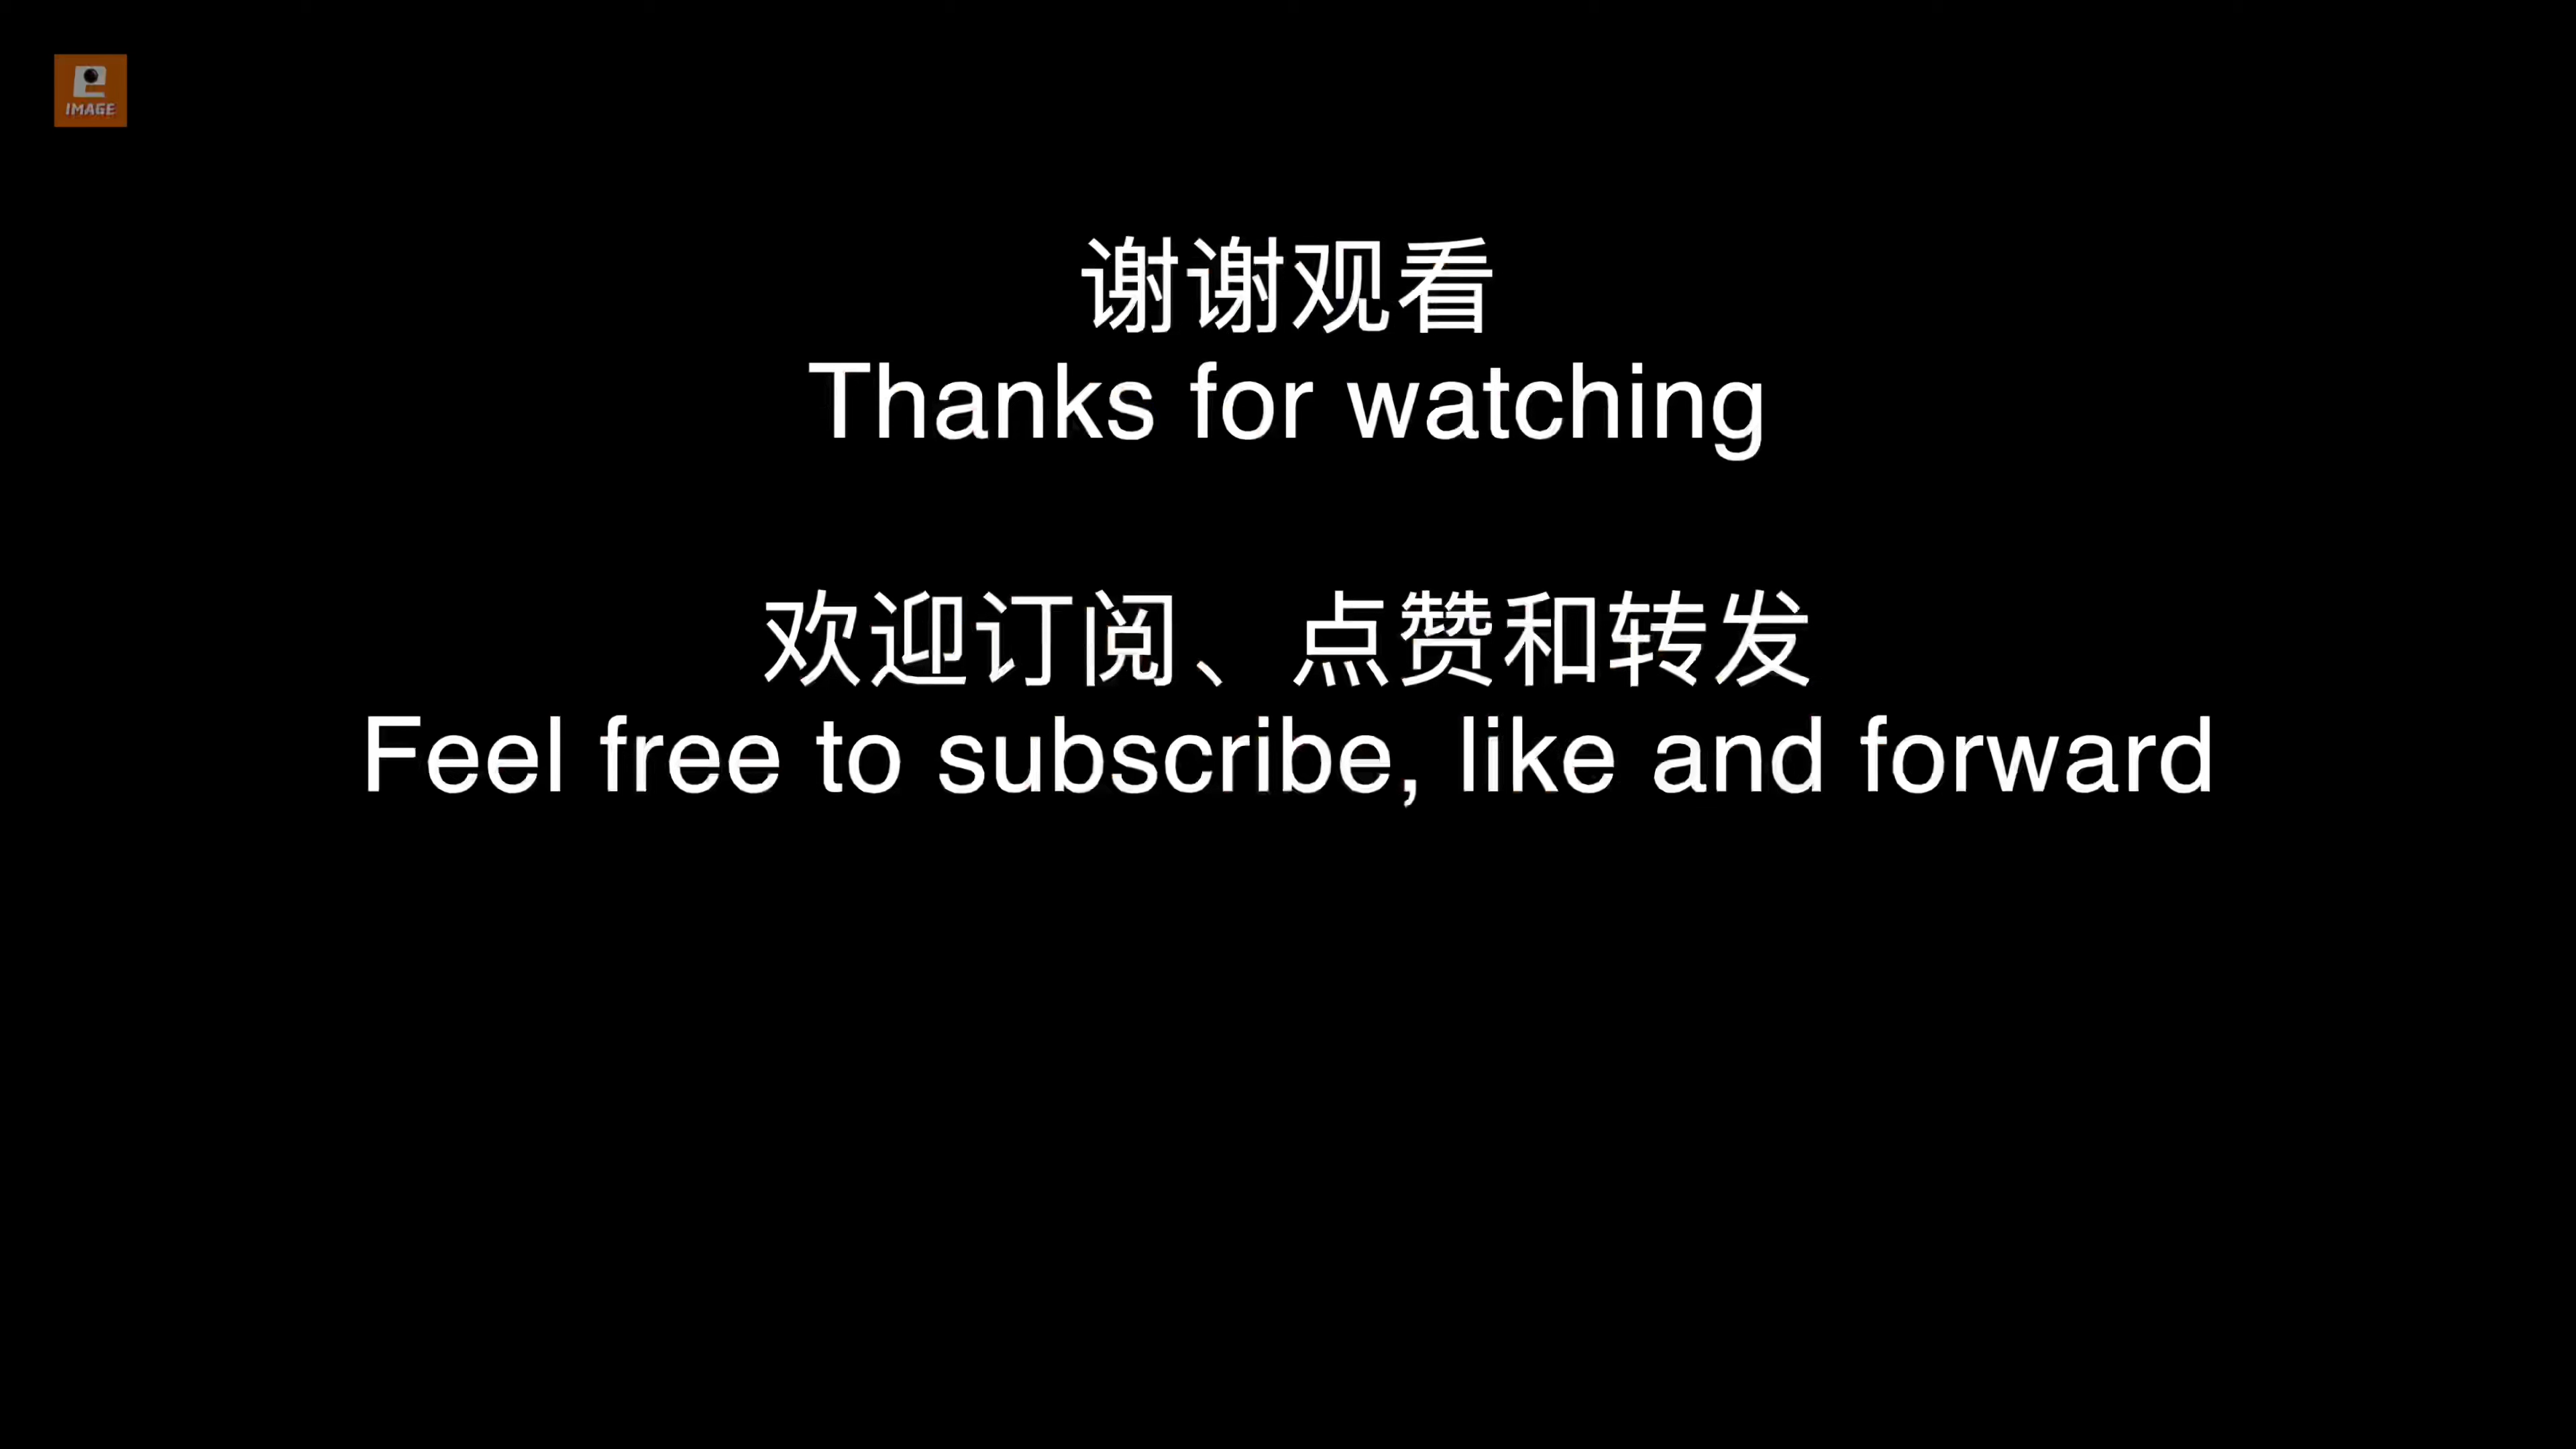 IMAGE
谢谢观看
Thanks for watching
欢迎订阅、点赞和转发
Feel free to subscribe, like and forward